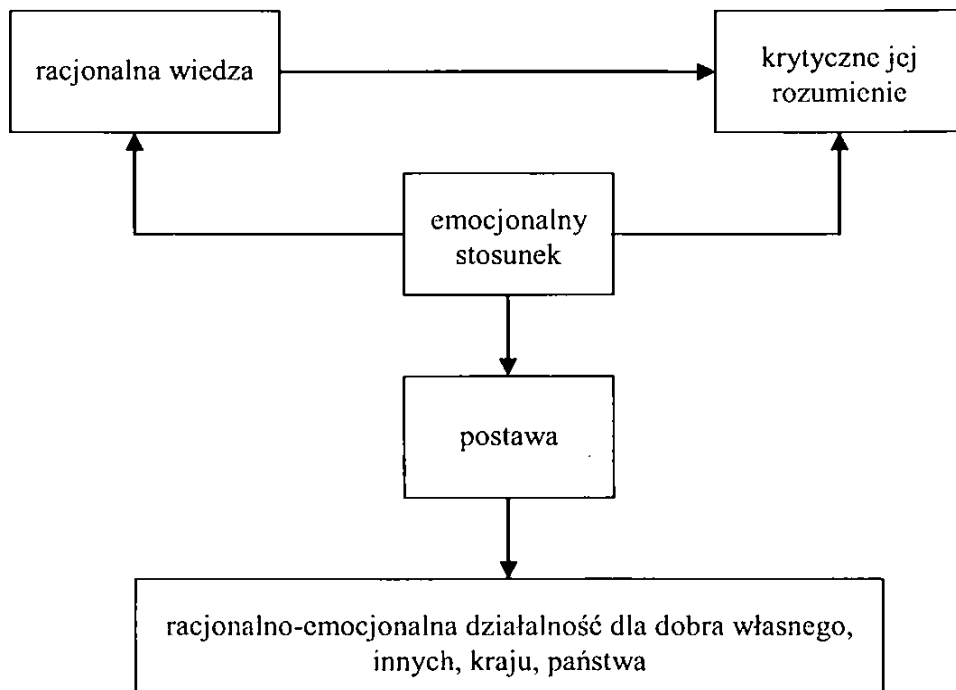 racjonalna wiedza
krytyczne jej
rozumienie
emocjonalny
stosunek
postawa
racjonalno-emocjonalna działalność dla dobra własnego,
innych, kraju, państwa